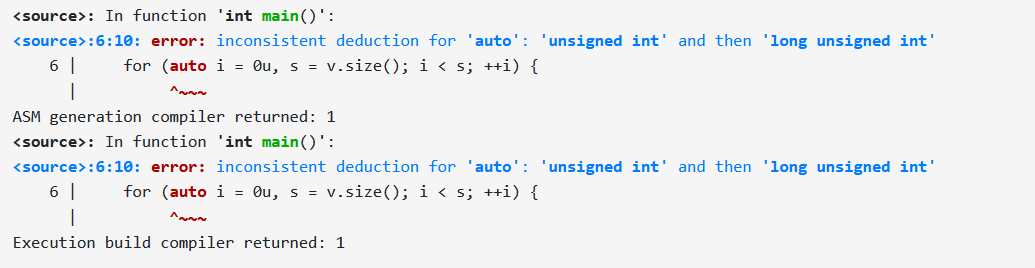 <source>: In function 'int main()':
<source>:6:10: error: inconsistent deduction for 'auto': 'unsigned int' and then 'long unsigned int'
    6 |     for (auto i = 0u, s = v.size(); i < s; ++i) {
      |          ^~~~
ASM generation compiler returned: 1
<source>: In function 'int main()':
<source>:6:10: error: inconsistent deduction for 'auto': 'unsigned int' and then 'long unsigned int'
    6 |     for (auto i = 0u, s = v.size(); i < s; ++i) {
      |          ^~~~
Execution build compiler returned: 1